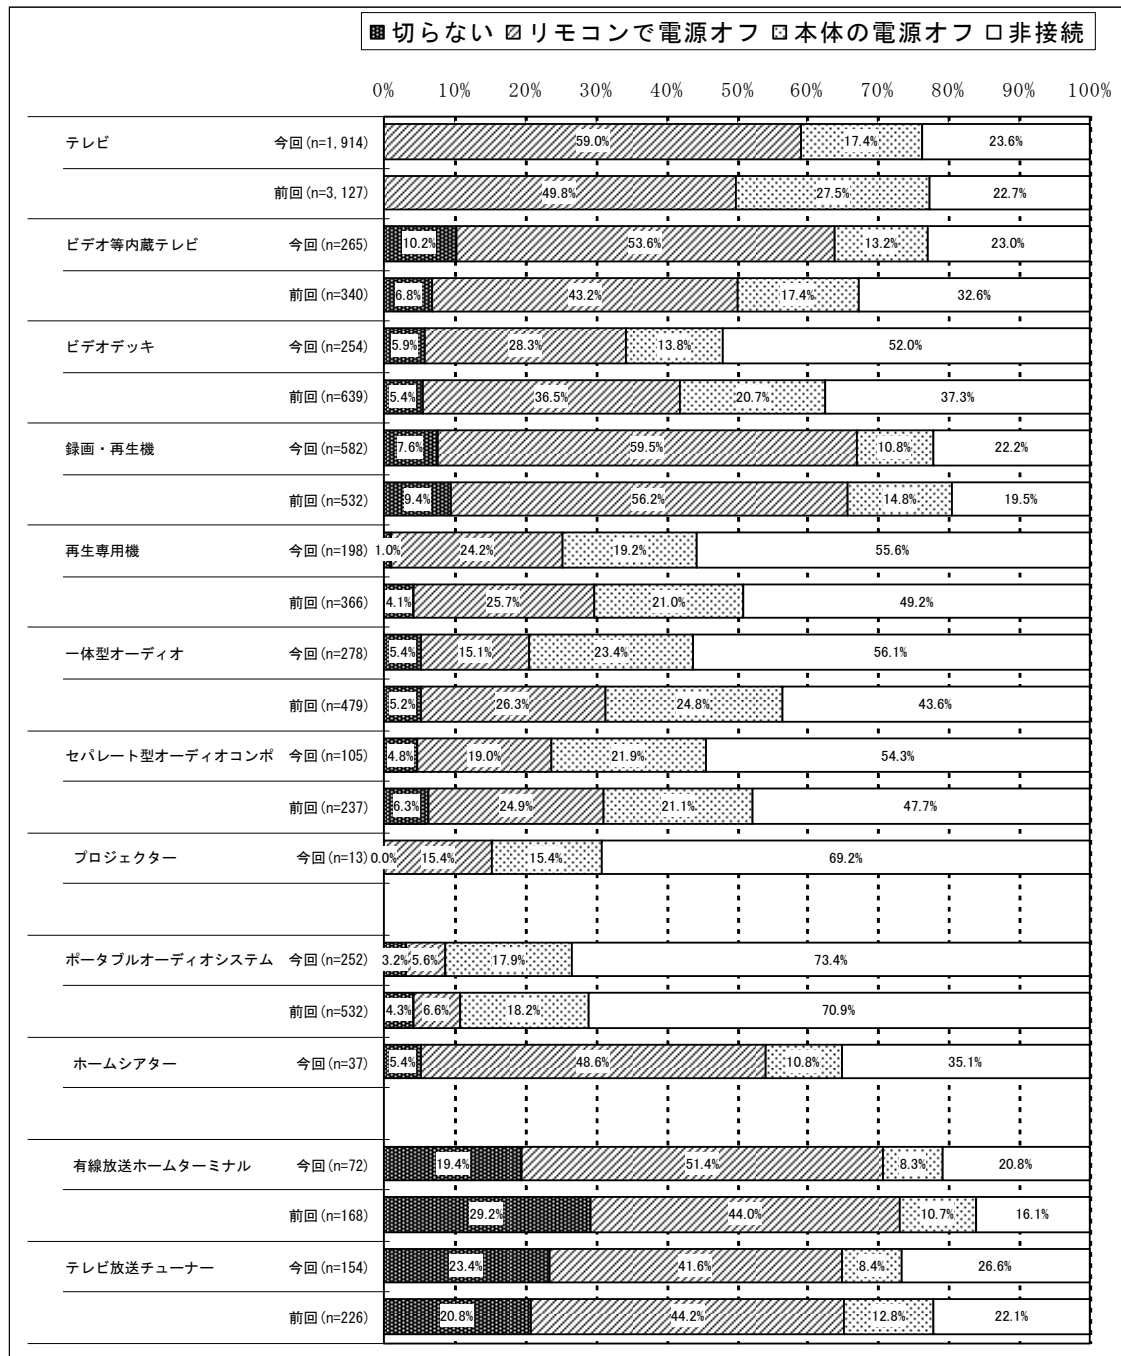 切らない リモコンで電源オフ 本体の電源オフ 非接続
0% 10% 20% 30% 40% 50% 60% 70% 80% 90% 100%
テレビ 今回(n=1,914) 59.0% 17.4% 23.6%
前回(n=3,127) 49.8% 27.5% 22.7%
ビデオ等内蔵テレビ 今回(n=265) 10.2% 53.6% 13.2% 23.0%
前回(n=340) 6.8% 43.2% 17.4% 32.6%
ビデオデッキ 今回(n=254) 5.9% 28.3% 13.8% 52.0%
前回(n=639) 5.4% 36.5% 20.7% 37.3%
録画・再生機 今回(n=582) 7.6% 59.5% 10.8% 22.2%
前回(n=532) 9.4% 56.2% 14.8% 19.5%
再生専用機 今回(n=198) 1.0% 24.2% 19.2% 55.6%
前回(n=366) 4.1% 25.7% 21.0% 49.2%
一体型オーディオ 今回(n=278) 5.4% 15.1% 23.4% 56.1%
前回(n=479) 5.2% 26.3% 24.8% 43.6%
セパレート型オーディオコンポ 今回(n=105) 4.8% 19.0% 21.9% 54.3%
前回(n=237) 6.3% 24.9% 21.1% 47.7%
プロジェクター 今回(n=13) 0.0% 15.4% 15.4% 69.2%
ポータブルオーディオシステム 今回(n=252) 3.2% 5.6% 17.9% 73.4%
前回(n=532) 4.3% 6.6% 18.2% 70.9%
ホームシアター 今回(n=37) 5.4% 48.6% 10.8% 35.1%
有線放送ホームターミナル 今回(n=72) 19.4% 51.4% 8.3% 20.8%
前回(n=168) 29.2% 44.0% 10.7% 16.1%
テレビ放送チューナー 今回(n=154) 23.4% 41.6% 8.4% 26.6%
前回(n=226) 20.8% 44.2% 12.8% 22.1%